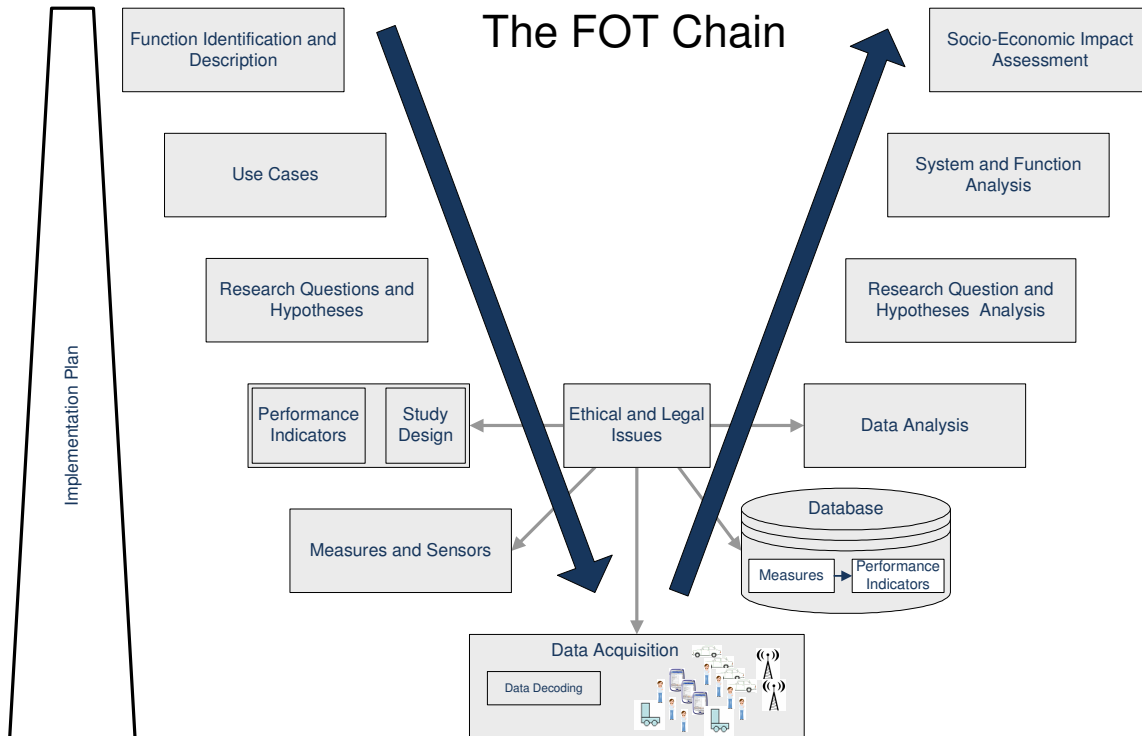 The FOT Chain
Function Identification and
Description
Socio-Economic Impact
Assessment
Use Cases
System and Function
Analysis
Research Questions and
Hypotheses
Research Question and
Hypotheses Analysis
Implementation Plan
Performance
Indicators
Study
Design
Ethical and Legal
Issues
Data Analysis
Measures and Sensors
Database
Measures
Performance
Indicators
Data Acquisition
Data Decoding